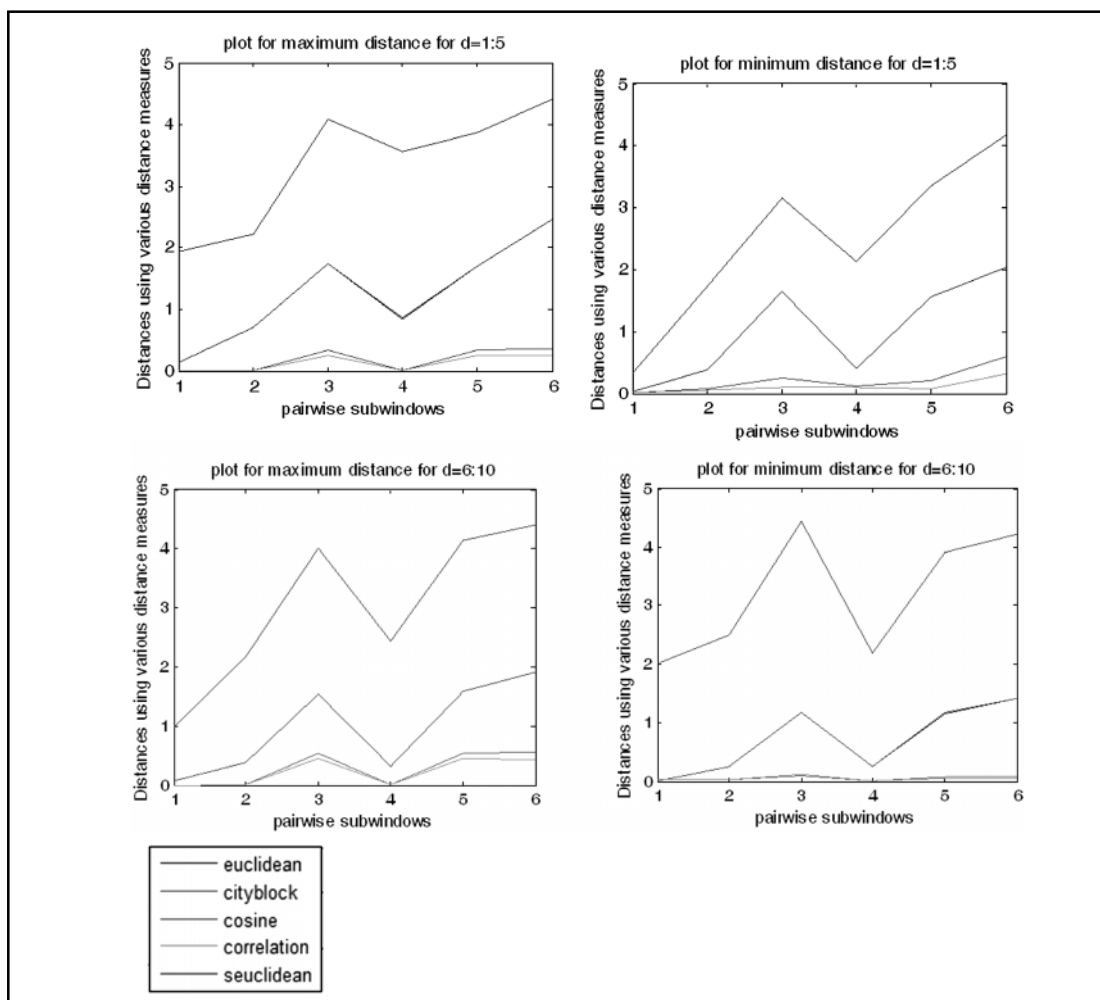 plot for maximum distance for d=1:5
Distances using various distance measures
5
4
3
2
1
0
1 2 3 4 5 6
pairwise subwindows
plot for minimum distance for d=1:5
Distances using various distance measures
5
4
3
2
1
0
1 2 3 4 5 6
pairwise subwindows
plot for maximum distance for d=6:10
Distances using various distance measures
5
4
3
2
1
0
1 2 3 4 5 6
pairwise subwindows
plot for minimum distance for d=6:10
Distances using various distance measures
5
4
3
2
1
0
1 2 3 4 5 6
pairwise subwindows
euclidean
cityblock
cosine
correlation
seuclidean